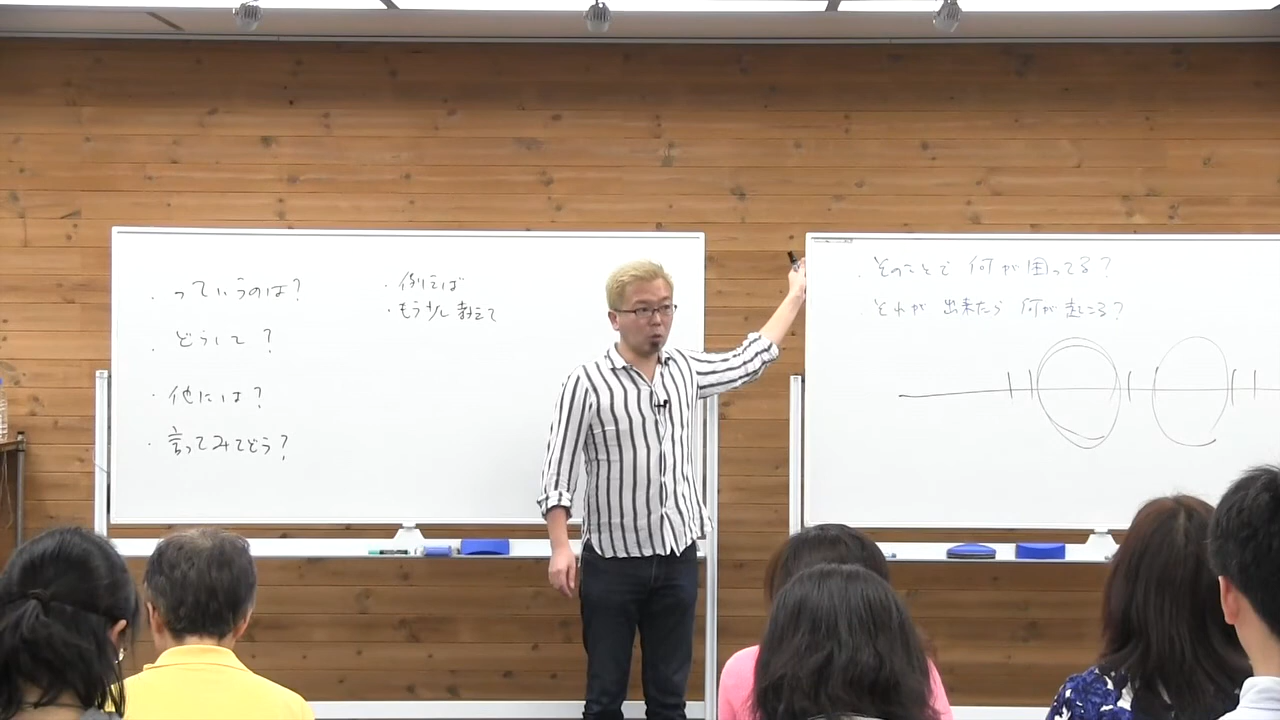 ・っていうのは?
・どうして?
・他には?
・言ってみてどう?
・例えば
・もう少し教えて
・そのことで何が困ってる?
・それが出来たら何が起こる?